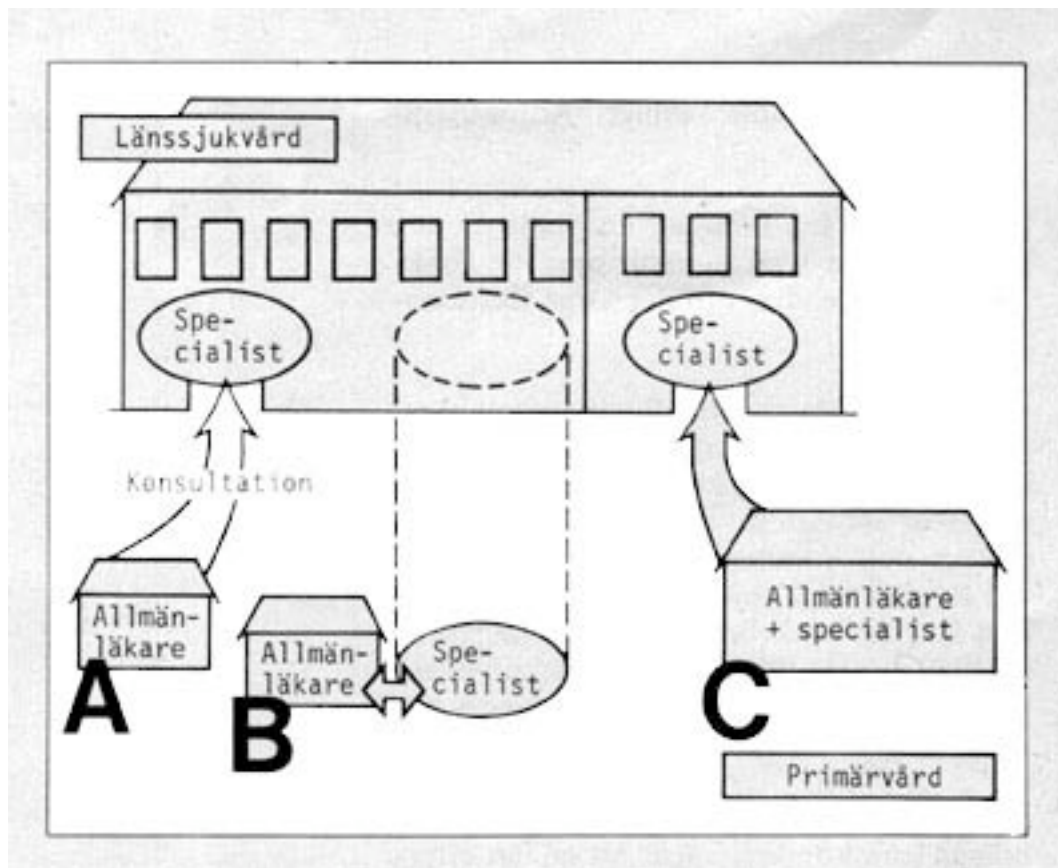 Länssjukvård
Spe-
cialist
Spe-
cialist
Konsultation
Allmän-
läkare
A
Allmän-
läkare
B
Spe-
cialist
Allmänläkare
+ specialist
C
Primärvård